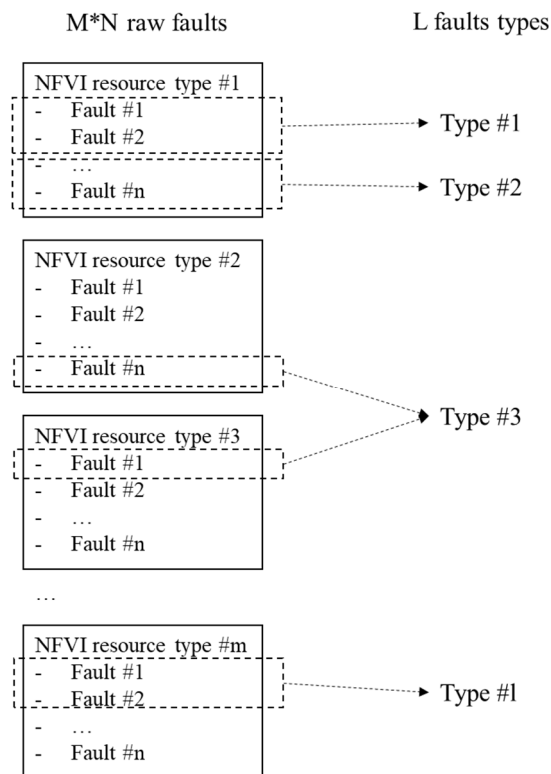 M*N raw faults
L faults types
NFVI resource type #1
- Fault #1
- Fault #2
- …
- Fault #n
Type #1
Type #2
NFVI resource type #2
- Fault #1
- Fault #2
- …
- Fault #n
NFVI resource type #3
- Fault #1
- Fault #2
- …
- Fault #n
Type #3
…
NFVI resource type #m
- Fault #1
- Fault #2
- …
- Fault #n
Type #l